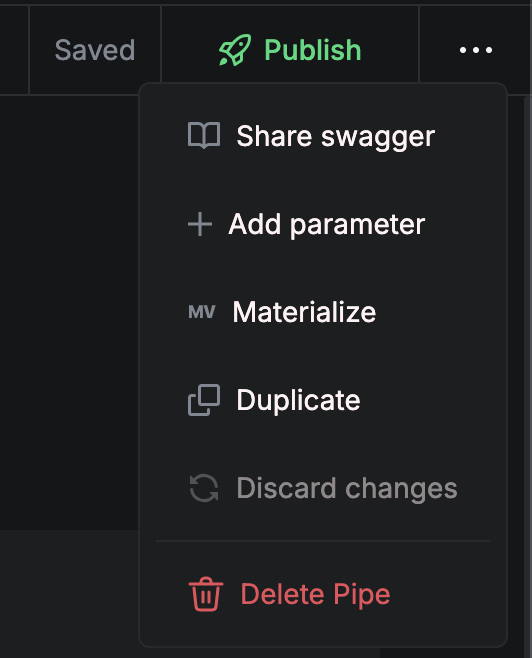 Saved
Publish
Share swagger
Add parameter
MV Materialize
Duplicate
Discard changes
Delete Pipe